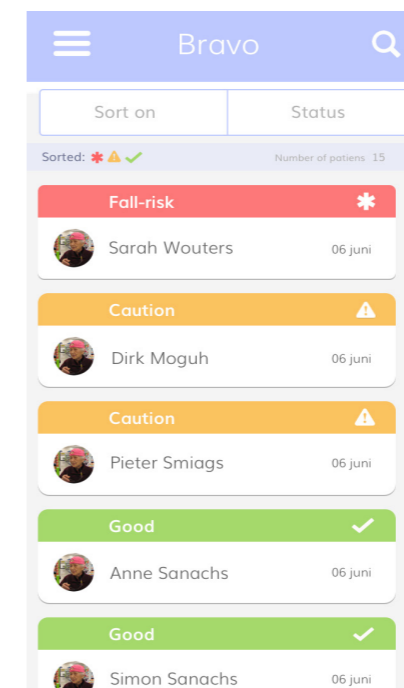 Bravo
Sort on Status
Sorted: Number of patiens 15
Fall-risk
Sarah Wouters 06 juni
Caution
Dirk Moguh 06 juni
Caution
Pieter Smiags 06 juni
Good
Anne Sanachs 06 juni
Good
Simon Sanachs 06 juni